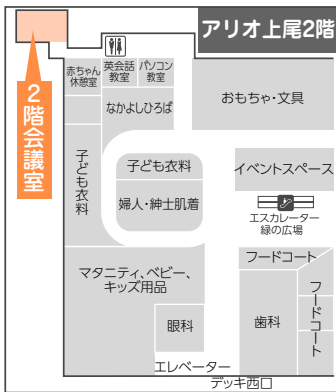 アリオ上尾2階
2階会議室
赤ちゃん
休憩室
英会話
教室
パソコン
教室
なかよしひろば
おもちゃ・文具
子ども衣料
子ども衣料
婦人・紳士肌着
イベントスペース
エスカレーター
緑の広場
マタニティ、ベビー、
キッズ用品
眼科
フードコート
歯科
フードコート
エレベーター
デッキ西口